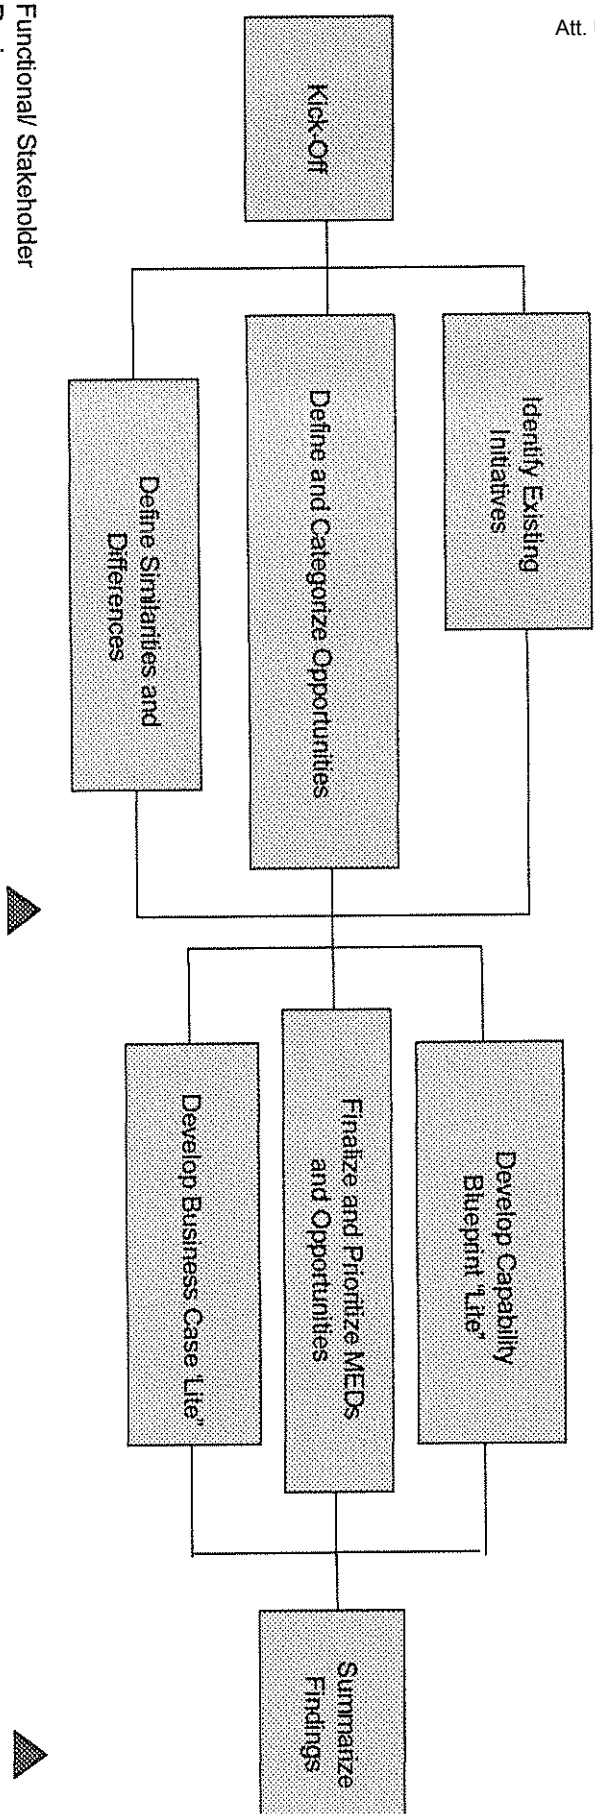 Att.
Kick-Off
Identify Existing
Initiatives
Define and Categorize Opportunities
Define Similarities and
Differences
Develop Capability
Blueprint "Lite"
Finalize and Prioritize MEDs
and Opportunities
Develop Business Case "Lite"
Summarize
Findings
Functional/ Stakeholder